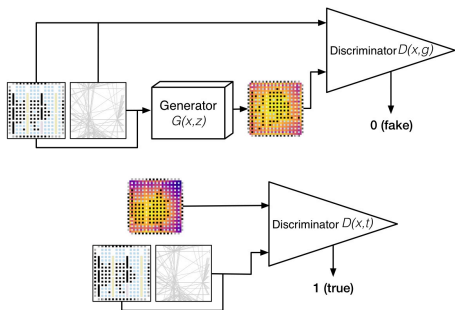 Discriminator D(x,g)
Generator
G(x,z)
0 (fake)
Discriminator D(x,t)
1 (true)